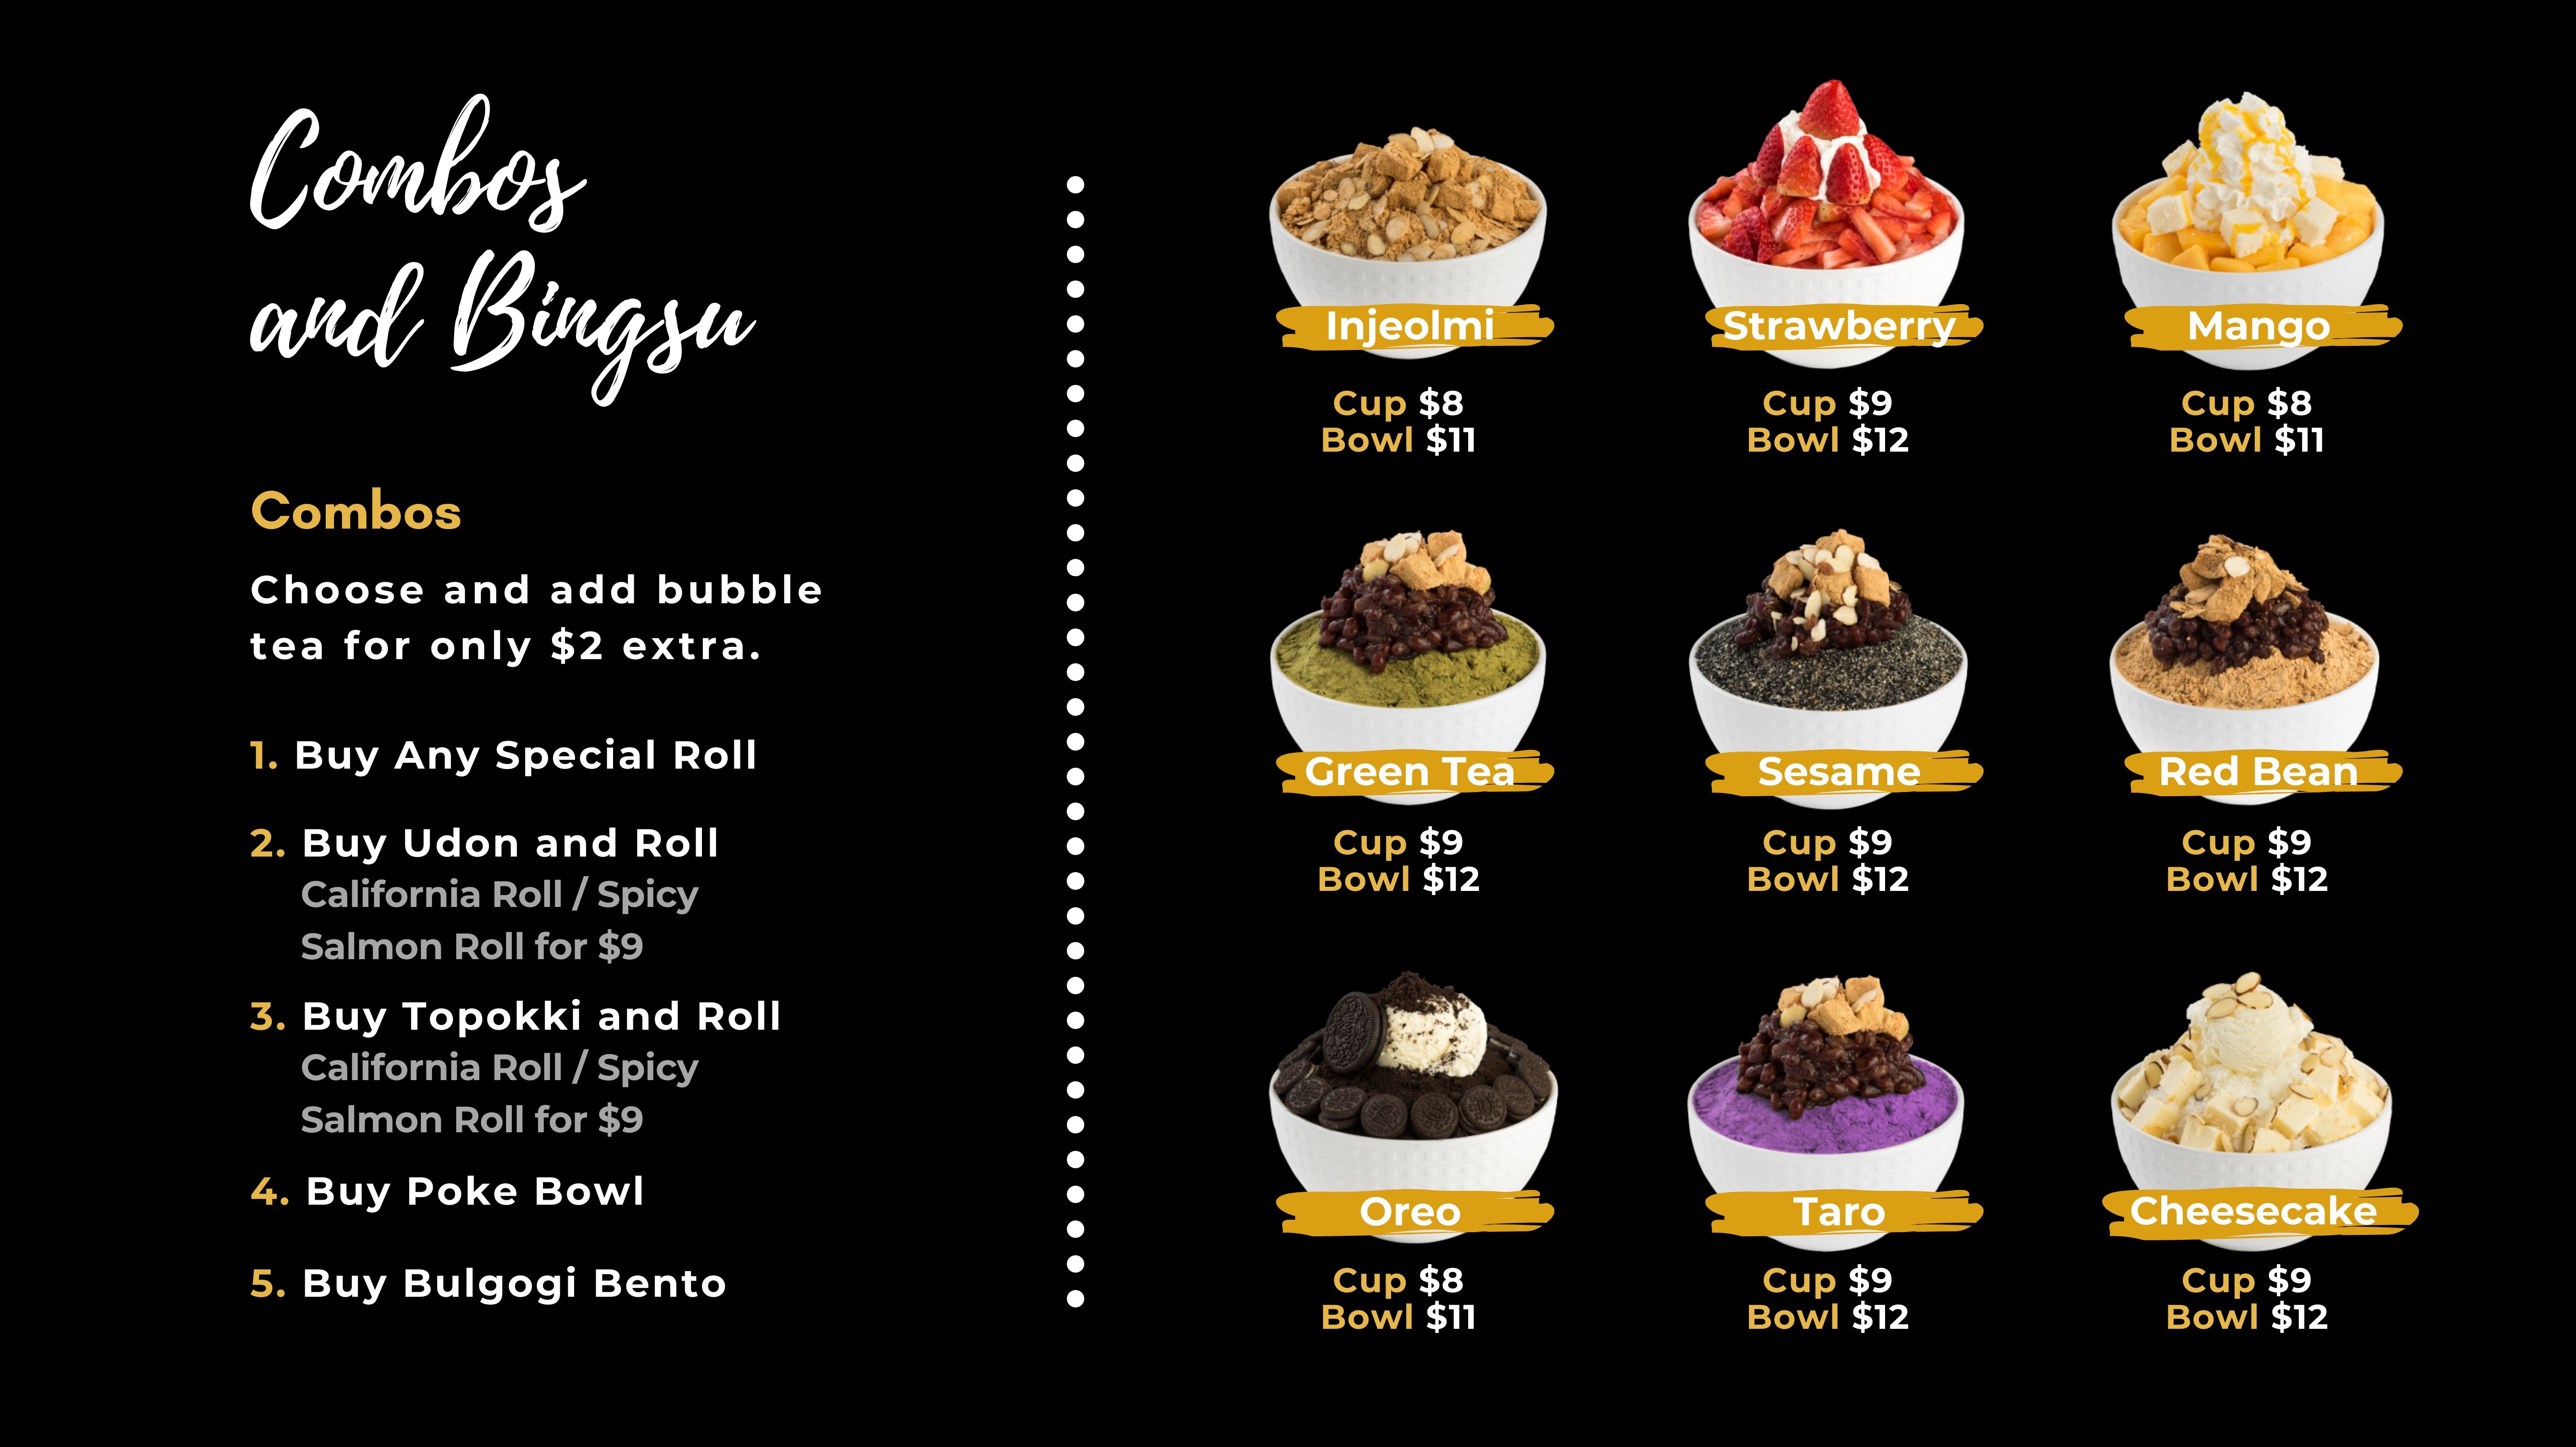 Combos
and Bingsu
Combos
Choose and add bubble
tea for only $2 extra.
1. Buy Any Special Roll
2. Buy Udon and Roll
California Roll / Spicy
Salmon Roll for $9
3. Buy Topokki and Roll
California Roll / Spicy
Salmon Roll for $9
4. Buy Poke Bowl
5. Buy Bulgogi Bento
Injeolmi
Cup $8
Bowl $11
Strawberry
Cup $9
Bowl $12
Mango
Cup $8
Bowl $11
Green Tea
Cup $9
Bowl $12
Sesame
Cup $9
Bowl $12
Red Bean
Cup $9
Bowl $12
Oreo
Cup $8
Bowl $11
Taro
Cup $9
Bowl $12
Cheesecake
Cup $9
Bowl $12